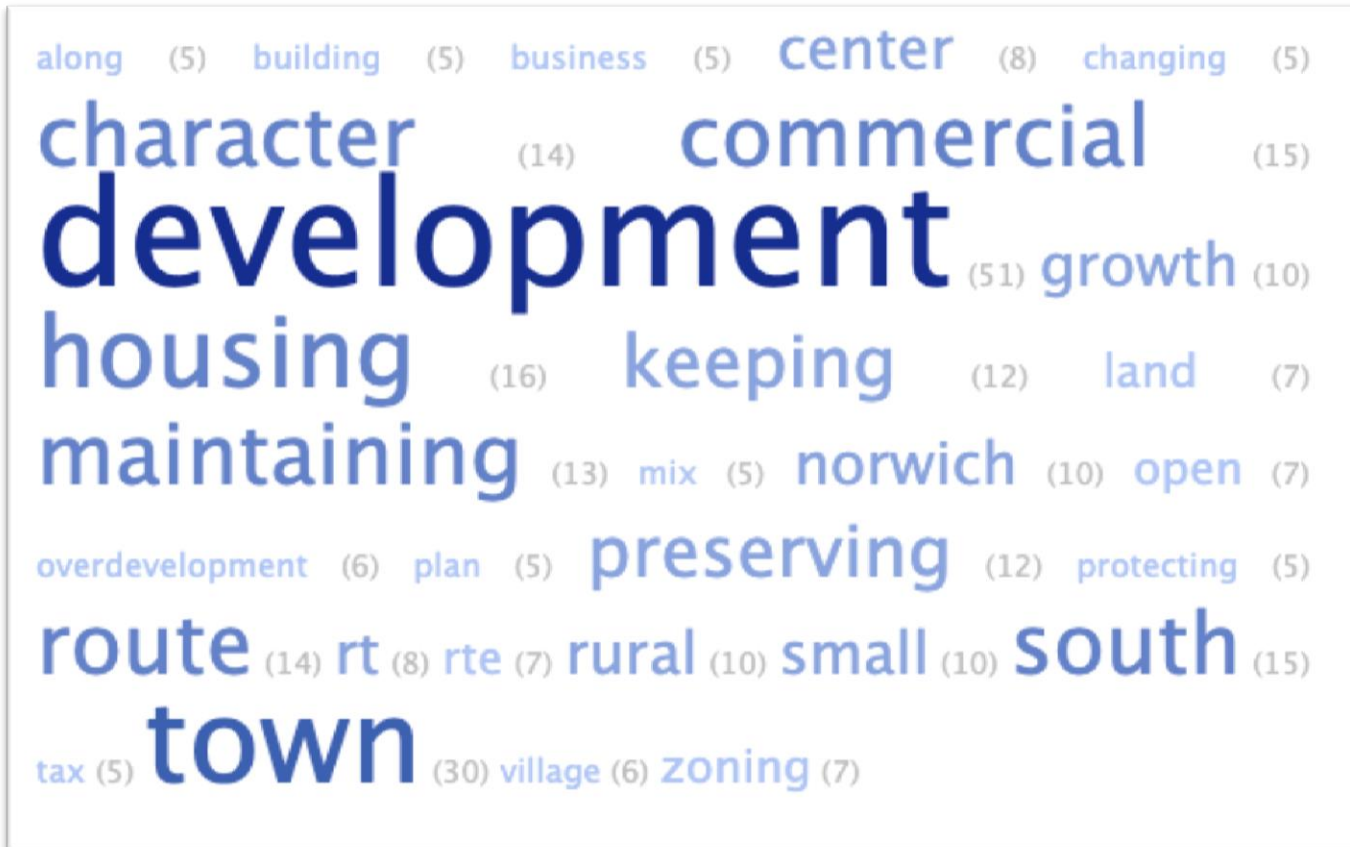 along (5) building (5) business (5) center (8) changing (5)
character (14) commercial (15)
development (51) growth (10)
housing (16) keeping (12) land (7)
maintaining (13) mix (5) norwich (10) open (7)
overdevelopment (6) plan (5) preserving (12) protecting (5)
route (14) rt (8) rte (7) rural (10) small (10) south (15)
tax (5) town (30) village (6) zoning (7)